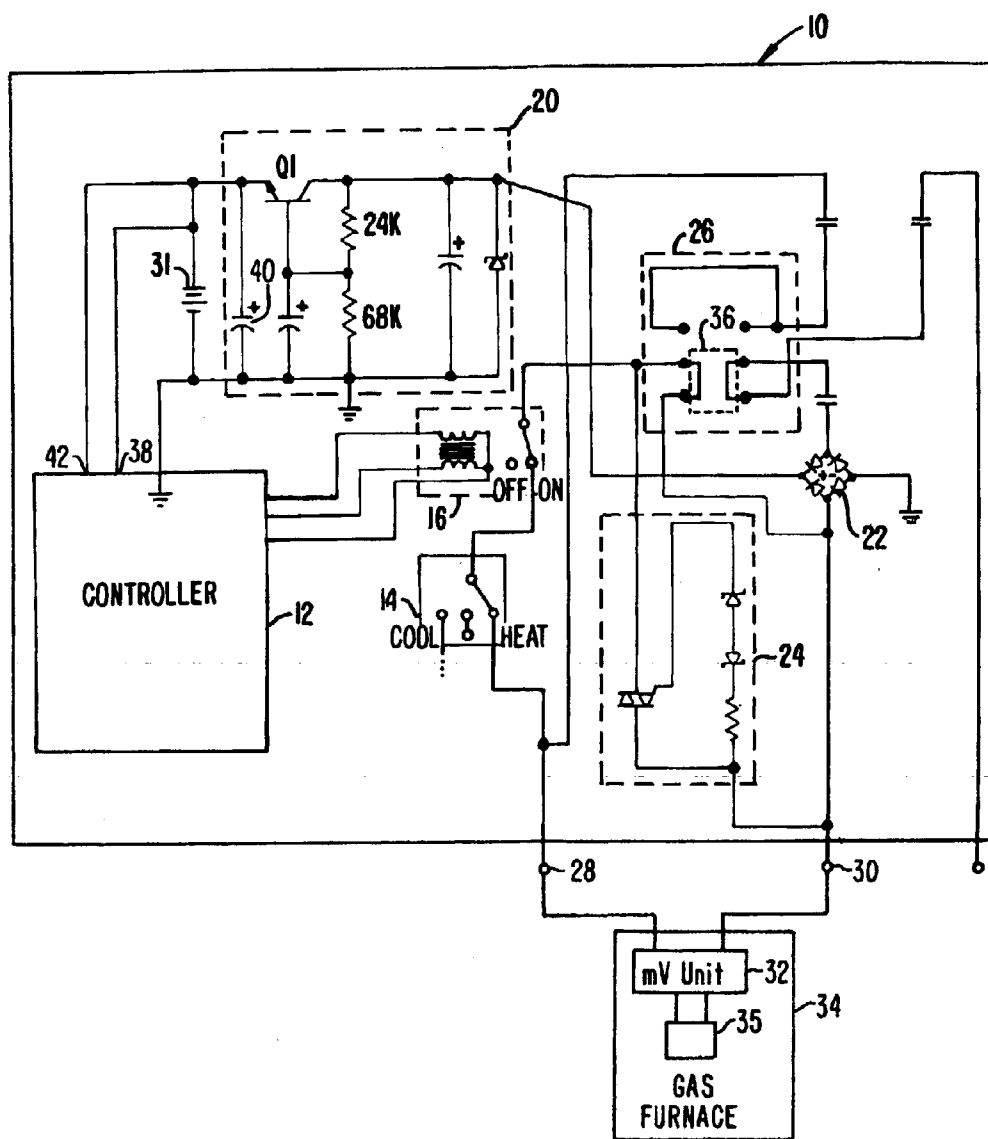 10
20
Q1
24K
26
31
+
40
+
+
36
68K
42
38
OFF ON
16
22
CONTROLLER
12
14
COOL
HEAT
24
28
30
mV Unit
32
34
35
GAS
FURNACE